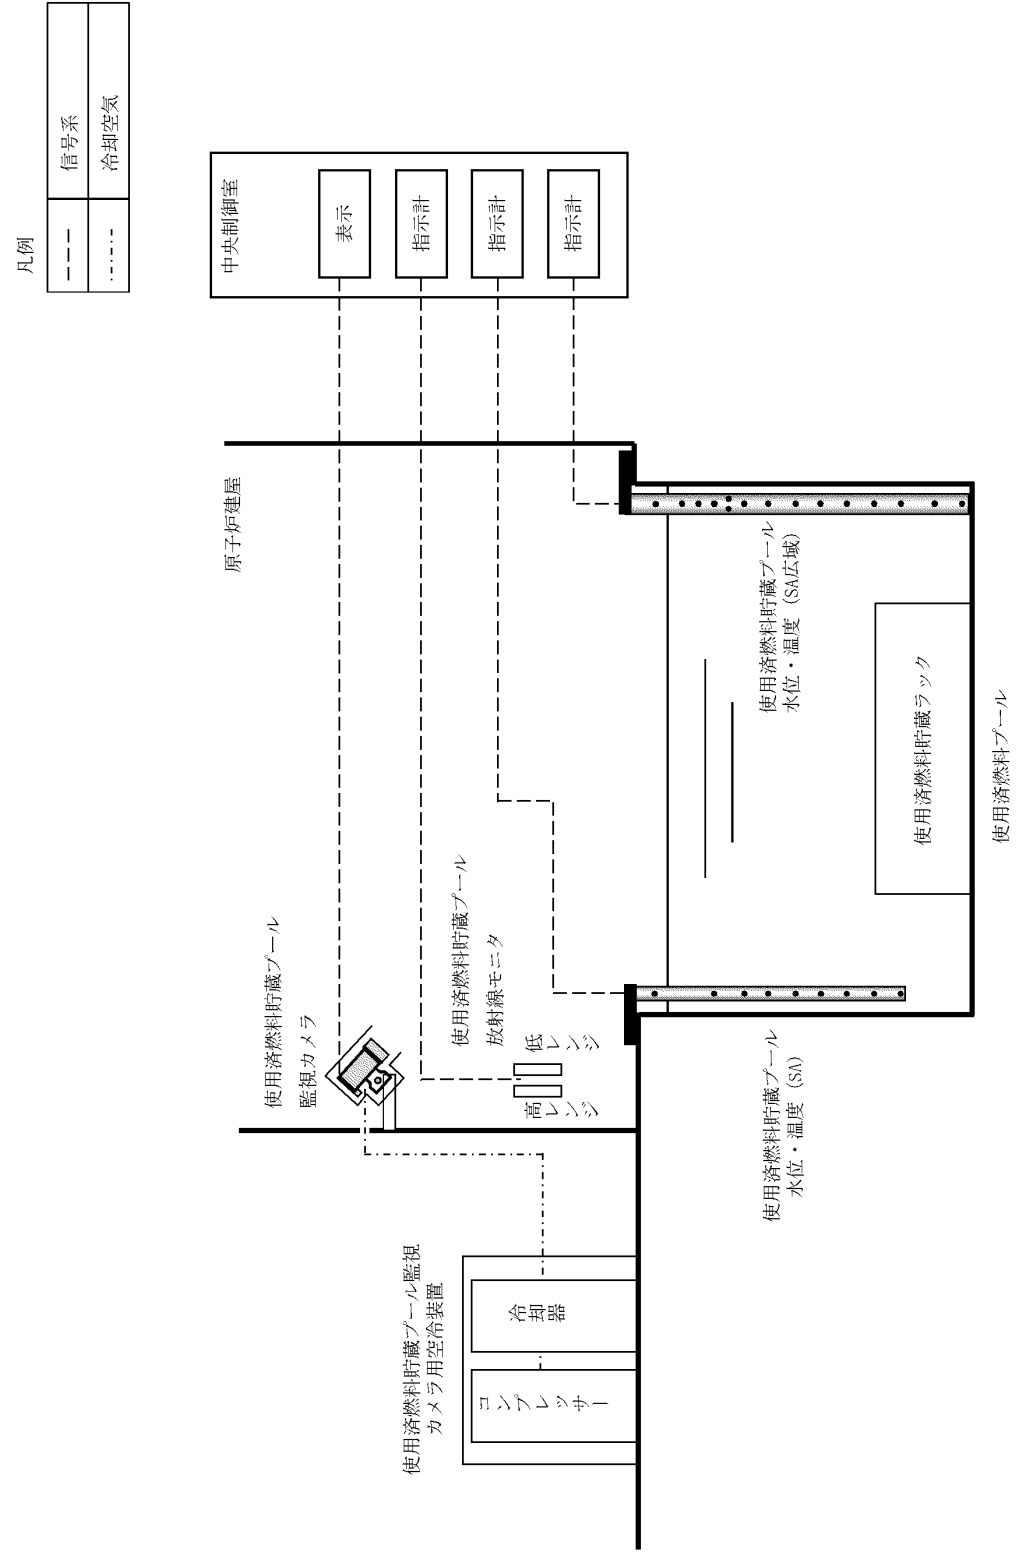 凡例
信号系
冷却空気
中央制御室
表示
指示計
指示計
指示計
原子炉建屋
使用済燃料貯蔵プール
監視カメラ
使用済燃料貯蔵プール
放射線モニタ
低
レンジ
高
レンジ
使用済燃料貯蔵プール監視
カメラ用空冷装置
冷
却
器
コンプレッサー
使用済燃料貯蔵プール
水位・温度（SA広域）
使用済燃料貯蔵プール
水位・温度（SA）
使用済燃料貯蔵ラック
使用済燃料プール